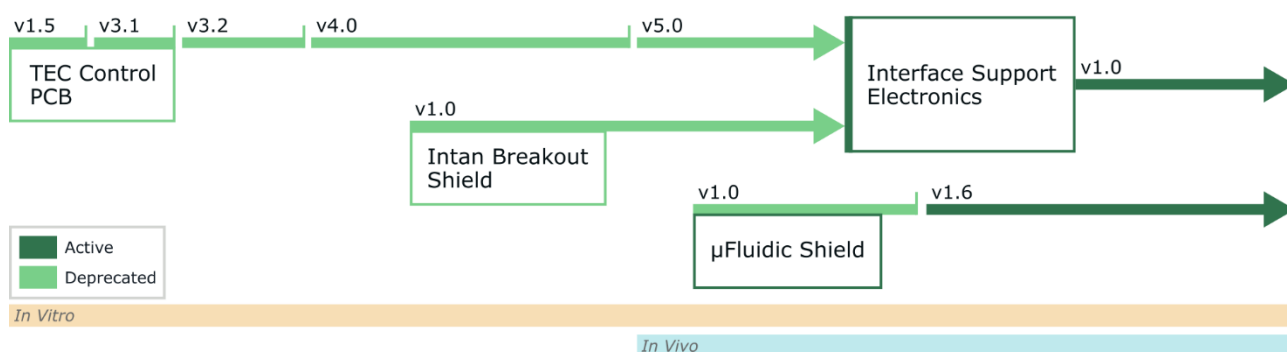 v1.5
v3.1
v3.2
v4.0
v5.0
TEC Control
PCB
Interface Support
Electronics
v1.0
v1.0
Intan Breakout
Shield
v1.0
v1.6
µFluidic Shield
Active
Deprecated
In Vitro
In Vivo